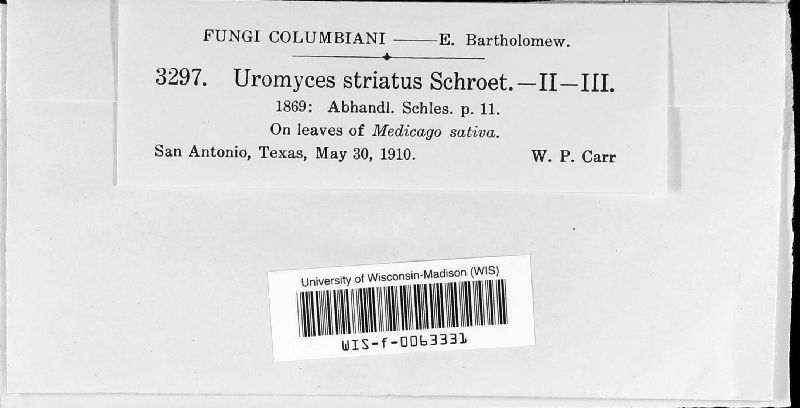 FUNGI COLUMBIANI —— E. Bartholomew.
3297. Uromyces striatus Schroet.—II—III.
1869: Abhandl. Schles. p. 11.
On leaves of Medicago sativa.
San Antonio, Texas, May 30, 1910. W. P. Carr
University of Wisconsin-Madison (WIS)
WIS-f-0063331